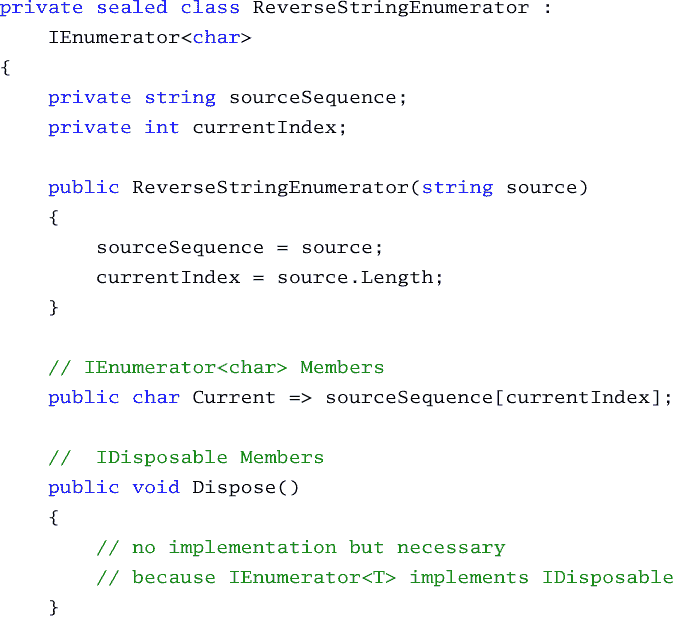 private sealed class ReverseStringEnumerator :
    IEnumerator<char>
{
    private string sourceSequence;
    private int currentIndex;

    public ReverseStringEnumerator(string source)
    {
        sourceSequence = source;
        currentIndex = source.Length;
    }

    // IEnumerator<char> Members
    public char Current => sourceSequence[currentIndex];

    //  IDisposable Members
    public void Dispose()
    {
        // no implementation but necessary
        // because IEnumerator<T> implements IDisposable
    }